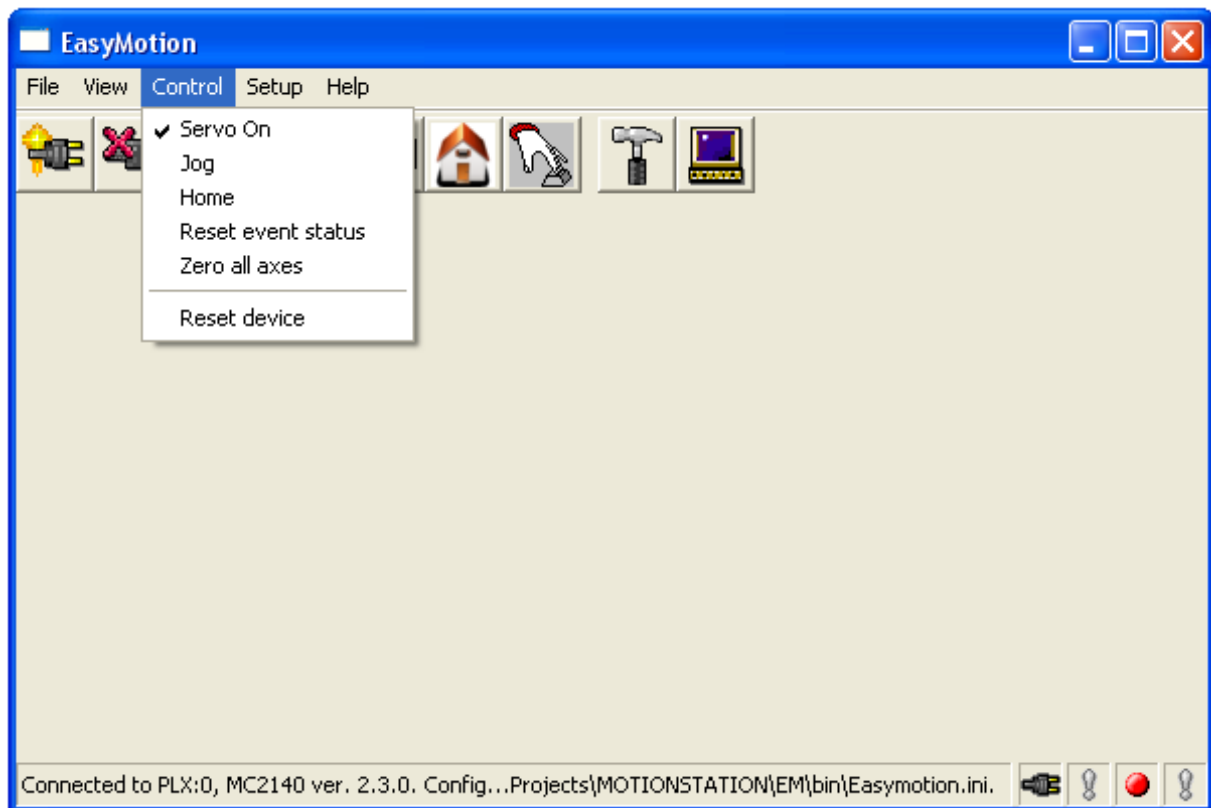 EasyMotion
File View Control Setup Help
Servo On
Jog
Home
Reset event status
Zero all axes
Reset device
Connected to PLX:0, MC2140 ver. 2.3.0. Config...Projects\MOTIONSTATION\EM\bin\Easymotion.ini.